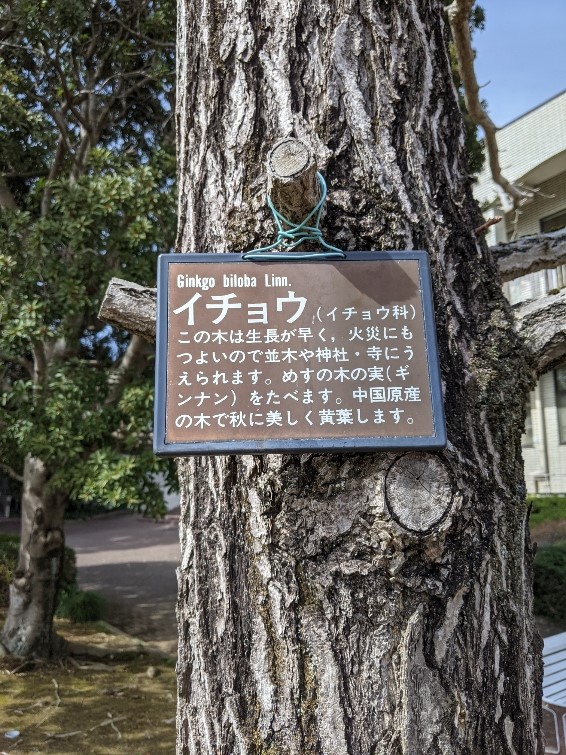 Ginkgo biloba Linn.
イチョウ (イチョウ科)
この木は生長が早く，火災にも
つよいので並木や神社・寺にう
えられます。めすの木の実(ギ
ンナン) をたべます。中国原産
の木で秋に美しく黄葉します。